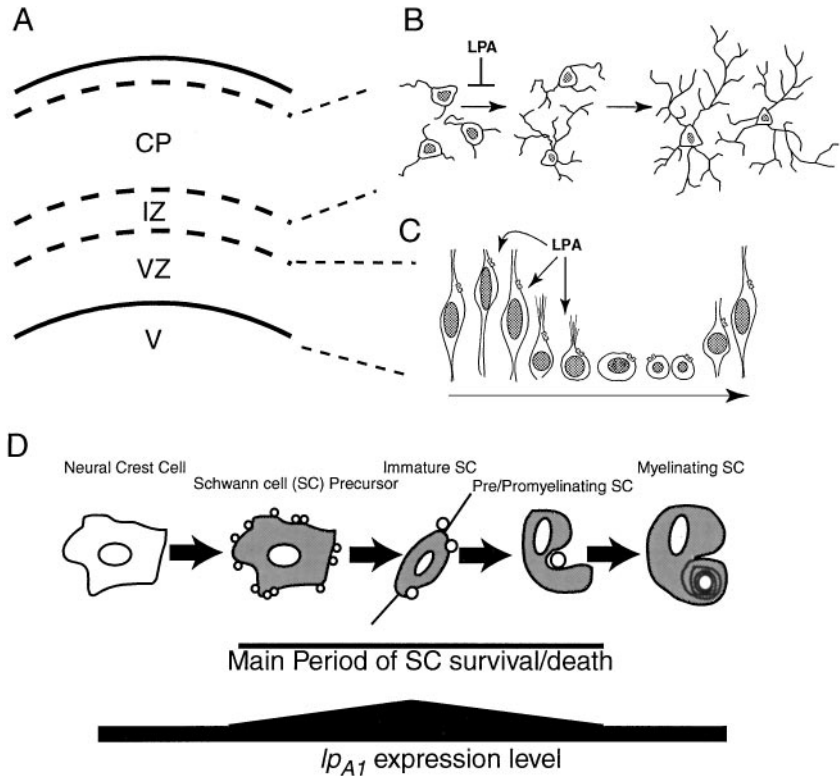 A
CP
IZ
VZ
V
B
LPA
C
LPA
D
Neural Crest Cell
Schwann cell (SC) Precursor
Immature SC
Pre/Promyelinating SC
Myelinating SC
Main Period of SC survival/death
lpA1 expression level